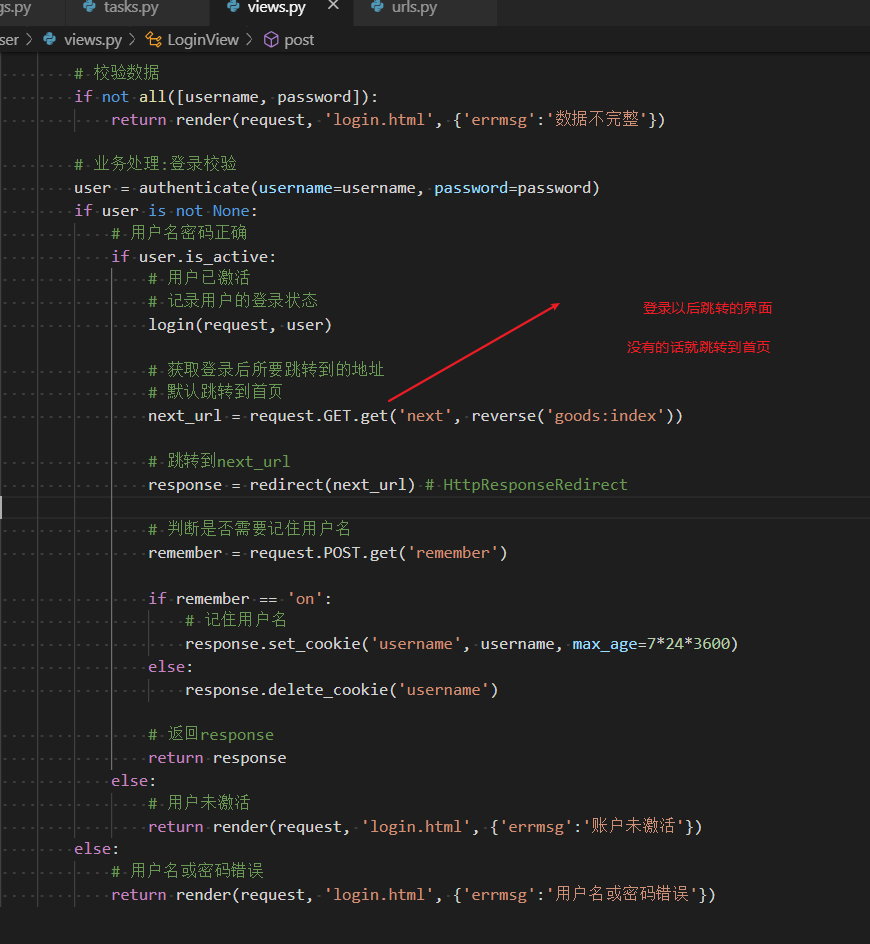 gs.py tasks.py views.py × urls.py
ser > views.py > LoginView > post
# 校验数据
if not all([username, password]):
return render(request, 'login.html', {'errmsg':'数据不完整'})
# 业务处理:登录校验
user = authenticate(username=username, password=password)
if user is not None:
# 用户名密码正确
if user.is_active:
# 用户已激活
# 记录用户的登录状态
登录以后跳转的界面
login(request, user)
没有的话就跳转到首页
# 获取登录后所要跳转到的地址
# 默认跳转到首页
next_url = request.GET.get('next', reverse('goods:index'))
# 跳转到next_url
response = redirect(next_url) # HttpResponseRedirect
# 判断是否需要记住用户名
remember = request.POST.get('remember')
if remember == 'on':
# 记住用户名
response.set_cookie('username', username, max_age=7*24*3600)
else:
response.delete_cookie('username')
# 返回response
return response
else:
# 用户未激活
return render(request, 'login.html', {'errmsg':'账户未激活'})
else:
# 用户名或密码错误
return render(request, 'login.html', {'errmsg':'用户名或密码错误'})